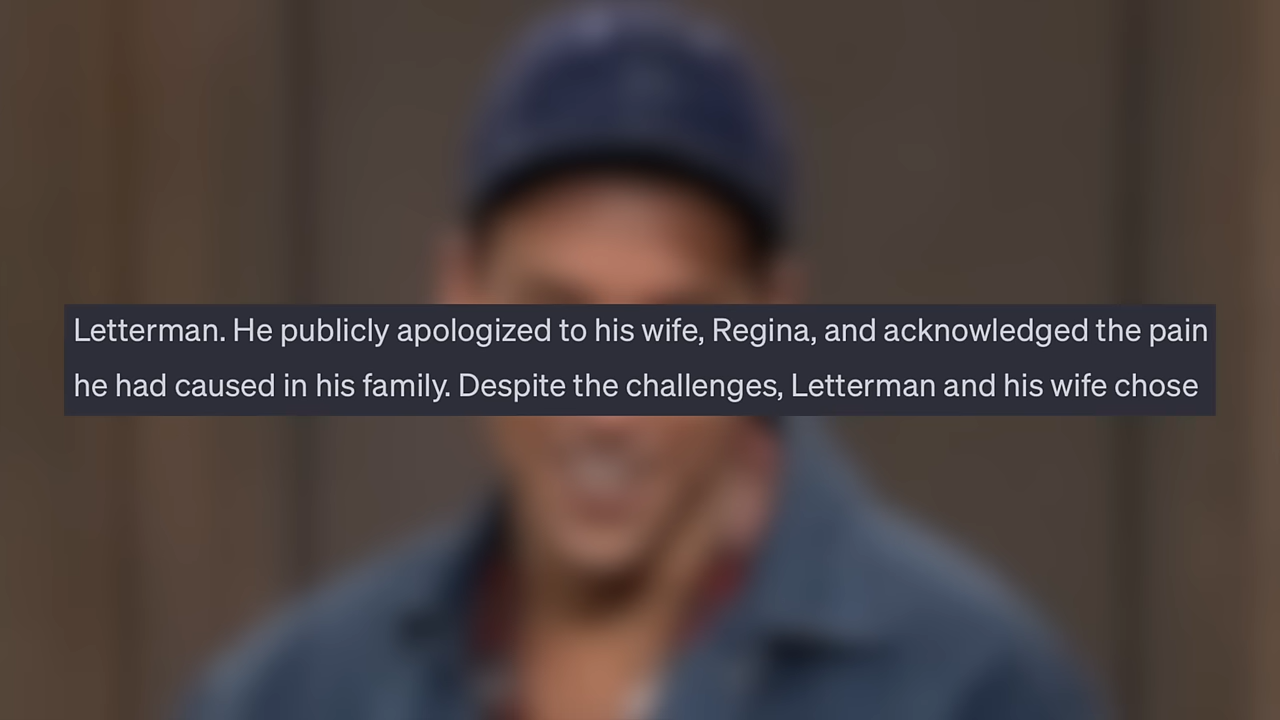 Letterman. He publicly apologized to his wife, Regina, and acknowledged the pain
he had caused in his family. Despite the challenges, Letterman and his wife chose